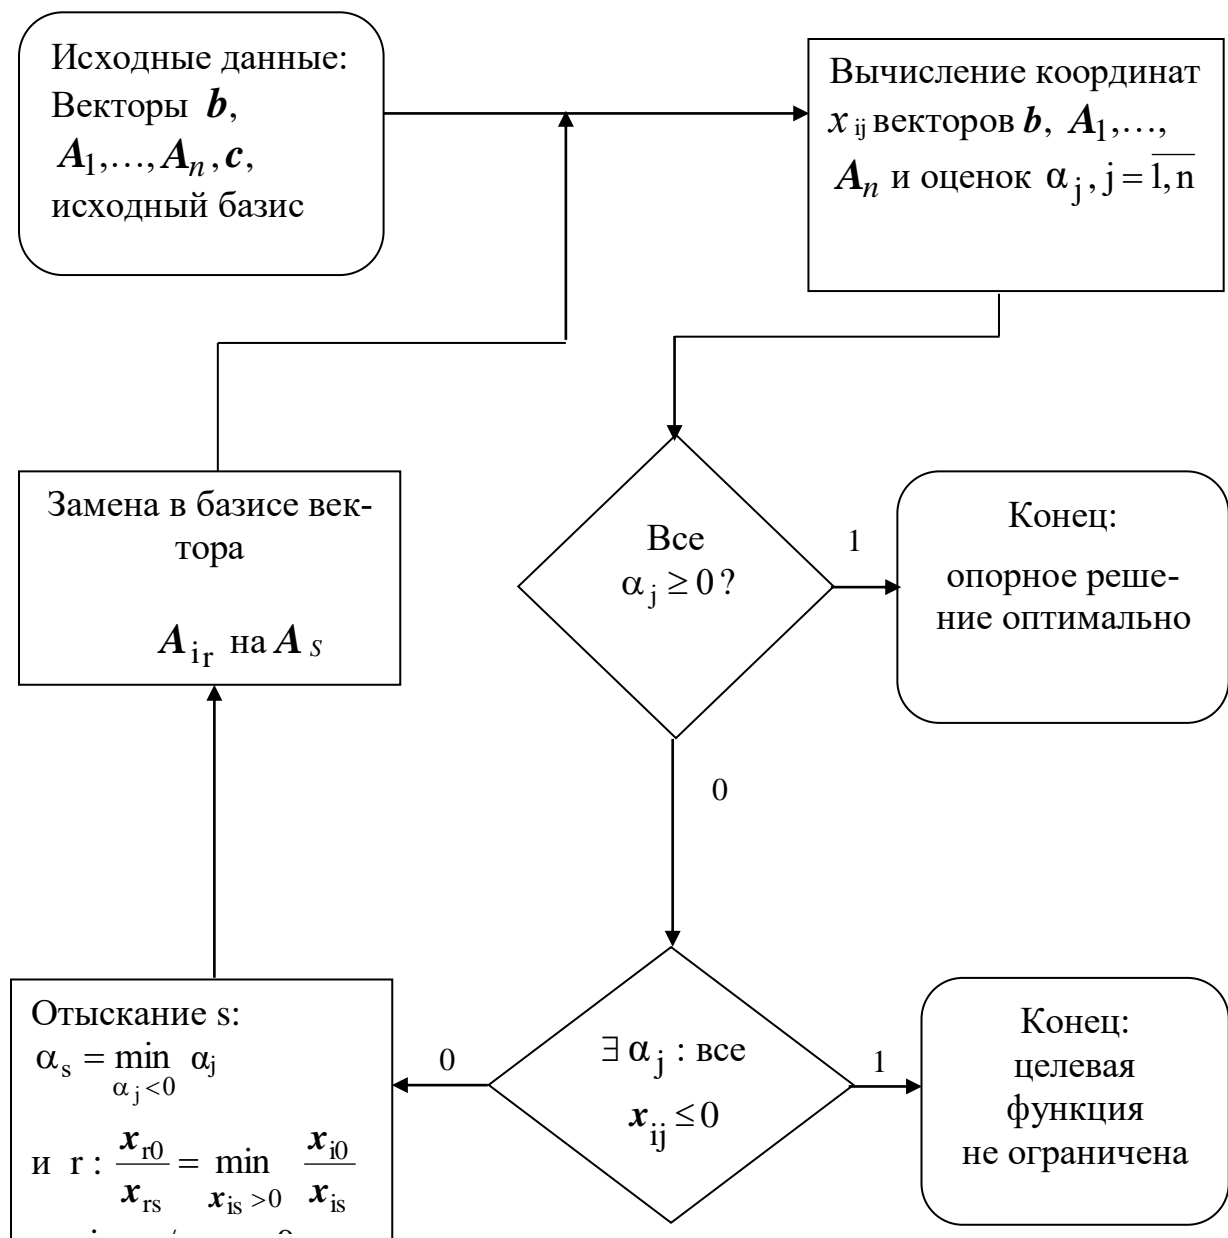 Исходные данные:
Векторы b,
A1,…, An , c,
исходный базис
Вычисление координат
x ij векторов b, A1,…,
An и оценок αj , j = 1,n
Замена в базисе век-
тора
A ir на A s
Все
αj ≥ 0 ?
1
Конец:
опорное реше-
ние оптимально
0
Отыскание s:
αs = min αj
αj <0
и r : xr0/xrs = min xi0/xis
xis >0
0
∃ αj : все
xij ≤ 0
1
Конец:
целевая
функция
не ограничена